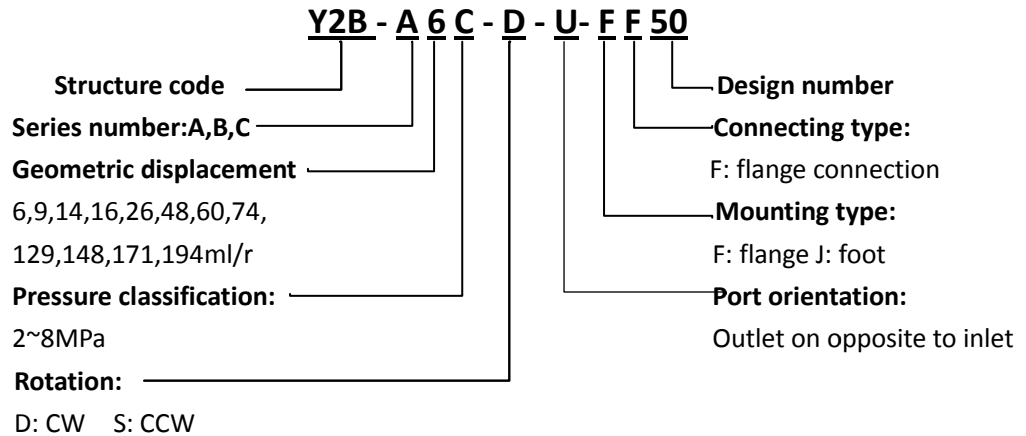 Y2B - A 6 C - D - U- F F 50
Structure code
Series number:A,B,C
Geometric displacement
6,9,14,16,26,48,60,74,
129,148,171,194ml/r
Pressure classification:
2~8MPa
Rotation:
D: CW S: CCW
Design number
Connecting type:
F: flange connection
Mounting type:
F: flange J: foot
Port orientation:
Outlet on opposite to inlet